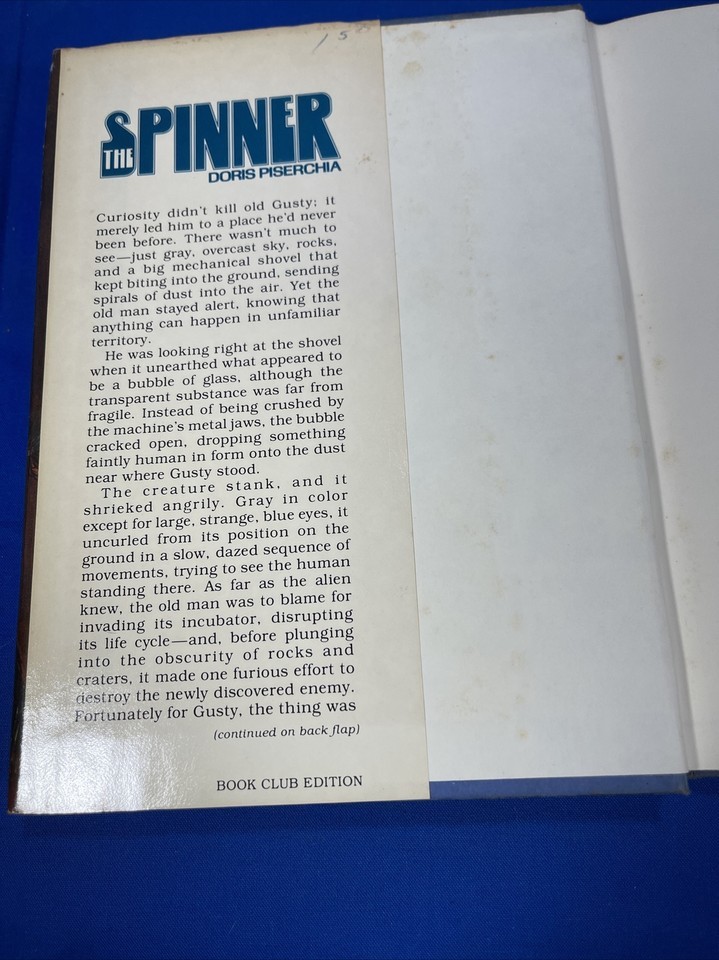 THE SPINNER
DORIS PISERCHIA
Curiosity didn't kill old Gusty; it
merely led him to a place he'd never
been before. There wasn't much to
see—just gray, overcast sky, rocks,
and a big mechanical shovel that
kept biting into the ground, sending
spirals of dust into the air. Yet the
old man stayed alert, knowing that
anything can happen in unfamiliar
territory.
He was looking right at the shovel
when it unearthed what appeared to
be a bubble of glass, although the
transparent substance was far from
fragile. Instead of being crushed by
the machine's metal jaws, the bubble
cracked open, dropping something
faintly human in form onto the dust
near where Gusty stood.
The creature stank, and it
shrieked angrily. Gray in color
except for large, strange, blue eyes, it
uncurled from its position on the
ground in a slow, dazed sequence of
movements, trying to see the human
standing there. As far as the alien
knew, the old man was to blame for
invading its incubator, disrupting
its life cycle—and, before plunging
into the obscurity of rocks and
craters, it made one furious effort to
destroy the newly discovered enemy.
Fortunately for Gusty, the thing was
(continued on back flap)
BOOK CLUB EDITION